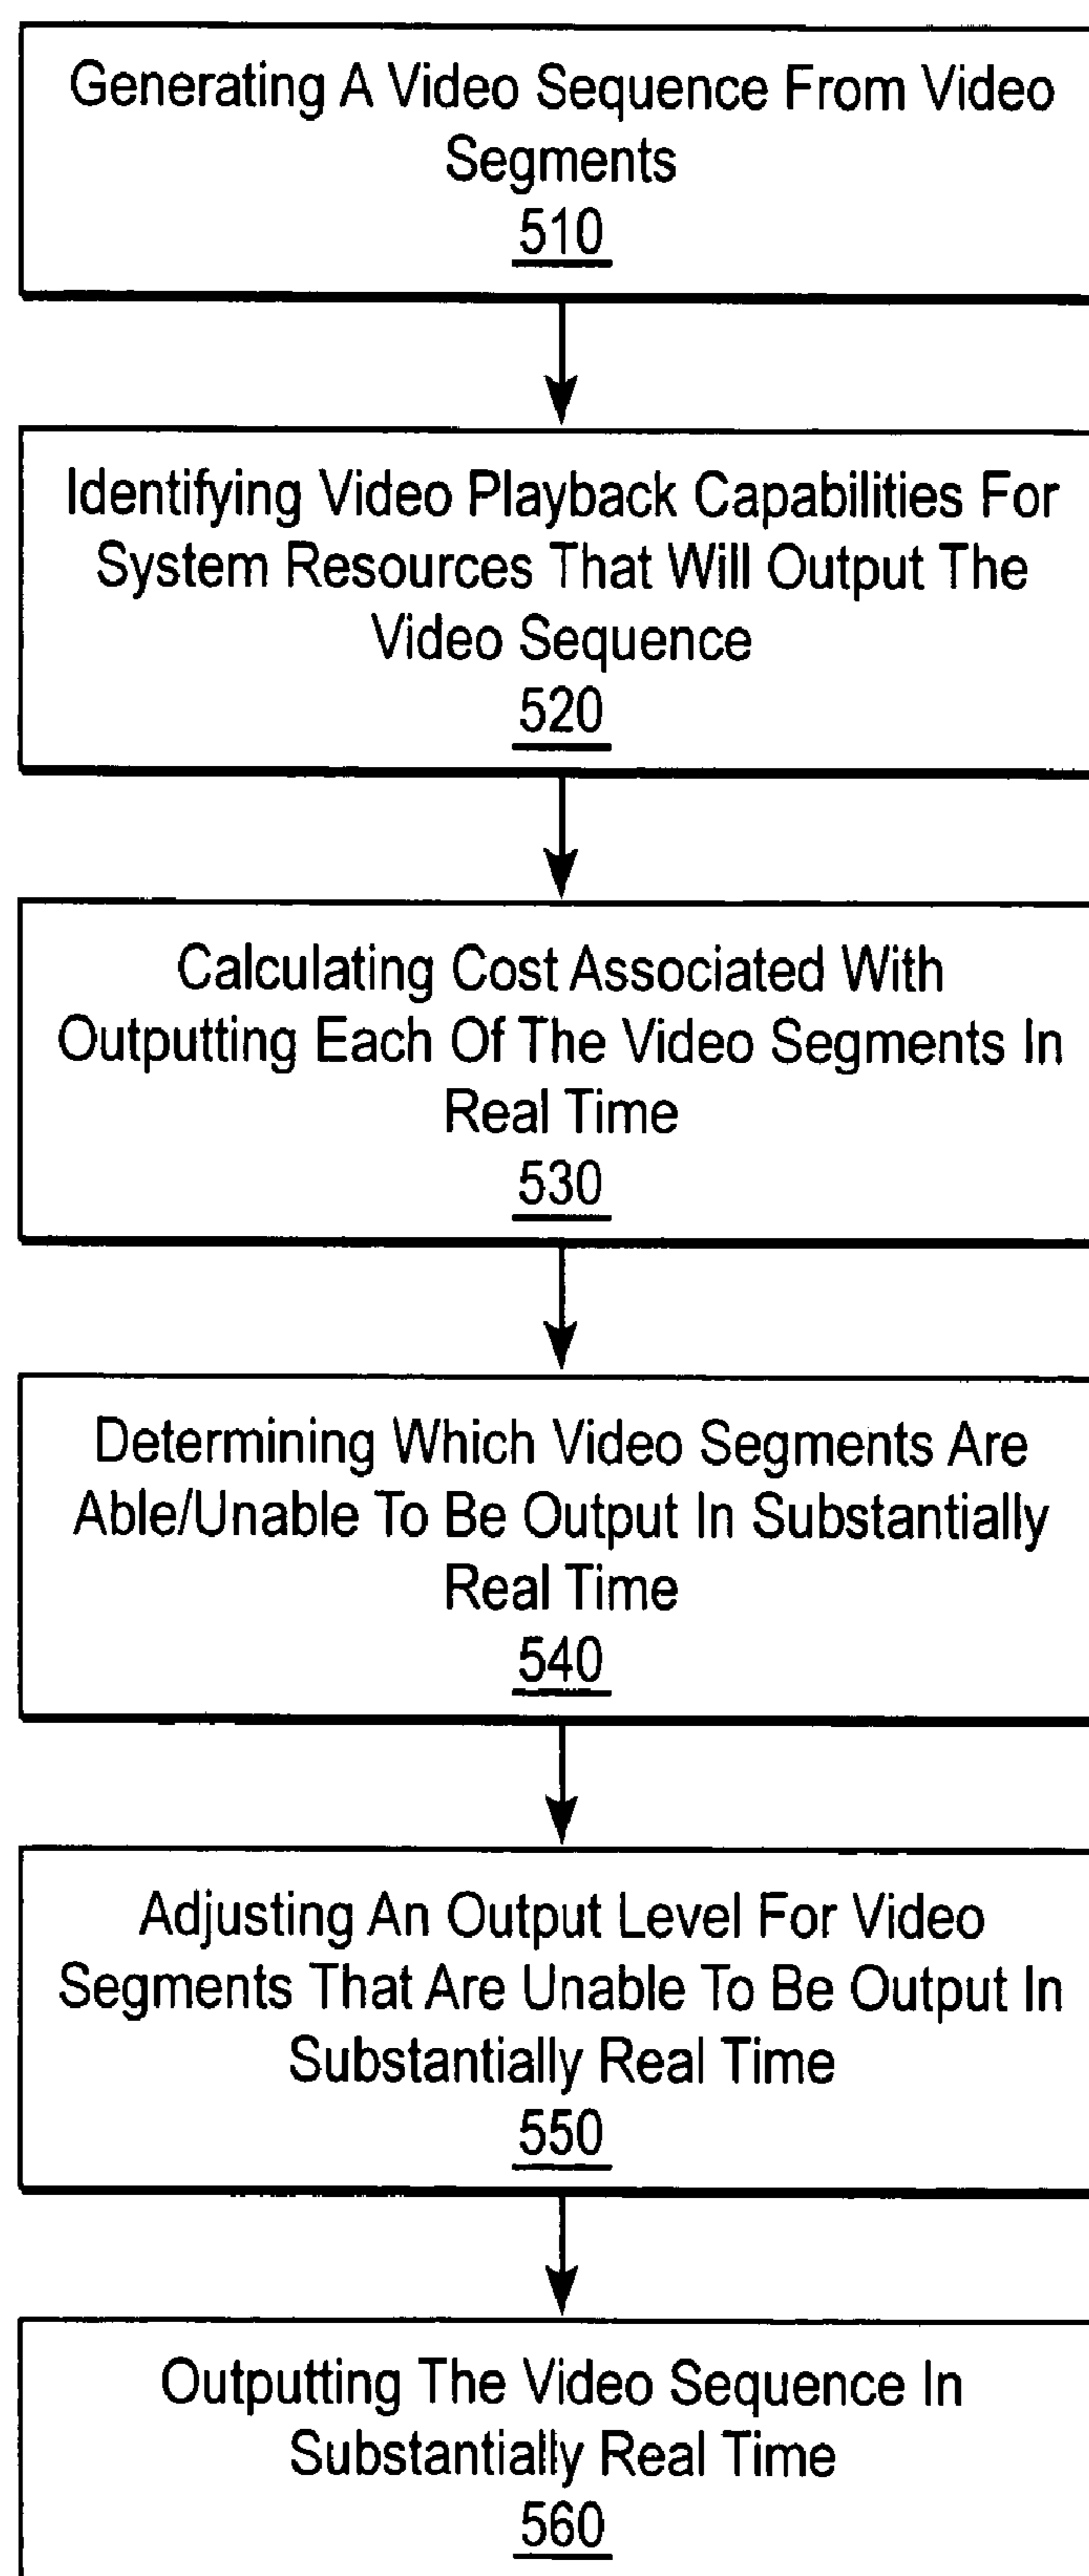 Generating A Video Sequence From Video
Segments
510
Identifying Video Playback Capabilities For
System Resources That Will Output The
Video Sequence
520
Calculating Cost Associated With
Outputting Each Of The Video Segments In
Real Time
530
Determining Which Video Segments Are
Able/Unable To Be Output In Substantially
Real Time
540
Adjusting An Output Level For Video
Segments That Are Unable To Be Output In
Substantially Real Time
550
Outputting The Video Sequence In
Substantially Real Time
560